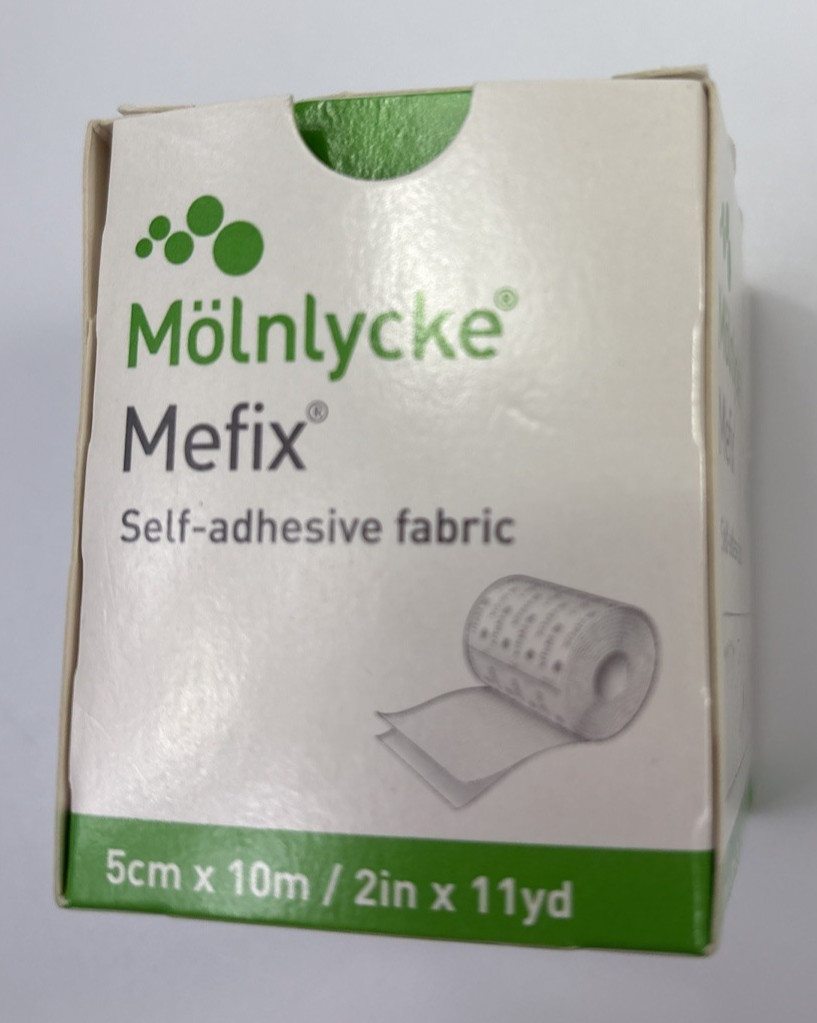 Mölnlycke®
Mefix®
Self-adhesive fabric
5cm x 10m / 2in x 11yd